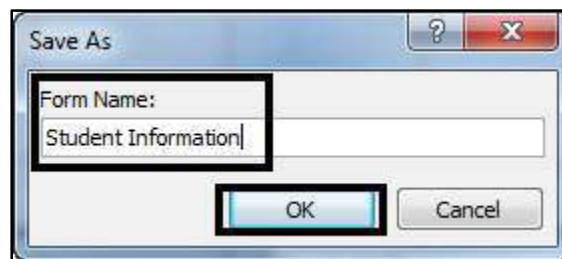 Save As
?
X
Form Name:
Student Information
OK
Cancel